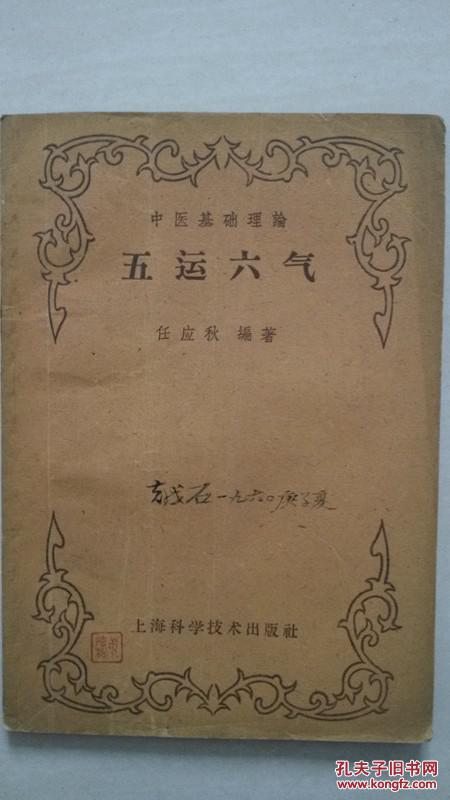 中医基础理論
五运六气
任应秋 編著
石一九六〇庚子夏
上海科学技术出版社
孔夫子旧书网
www.kongfz.com